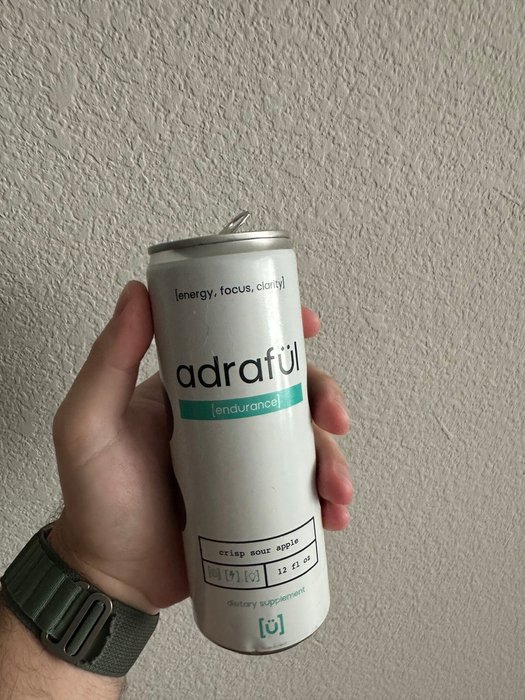 [energy, focus, clarity]
adrafül
[endurance]
crisp sour apple
12 fl oz
dietary supplement
[ü]